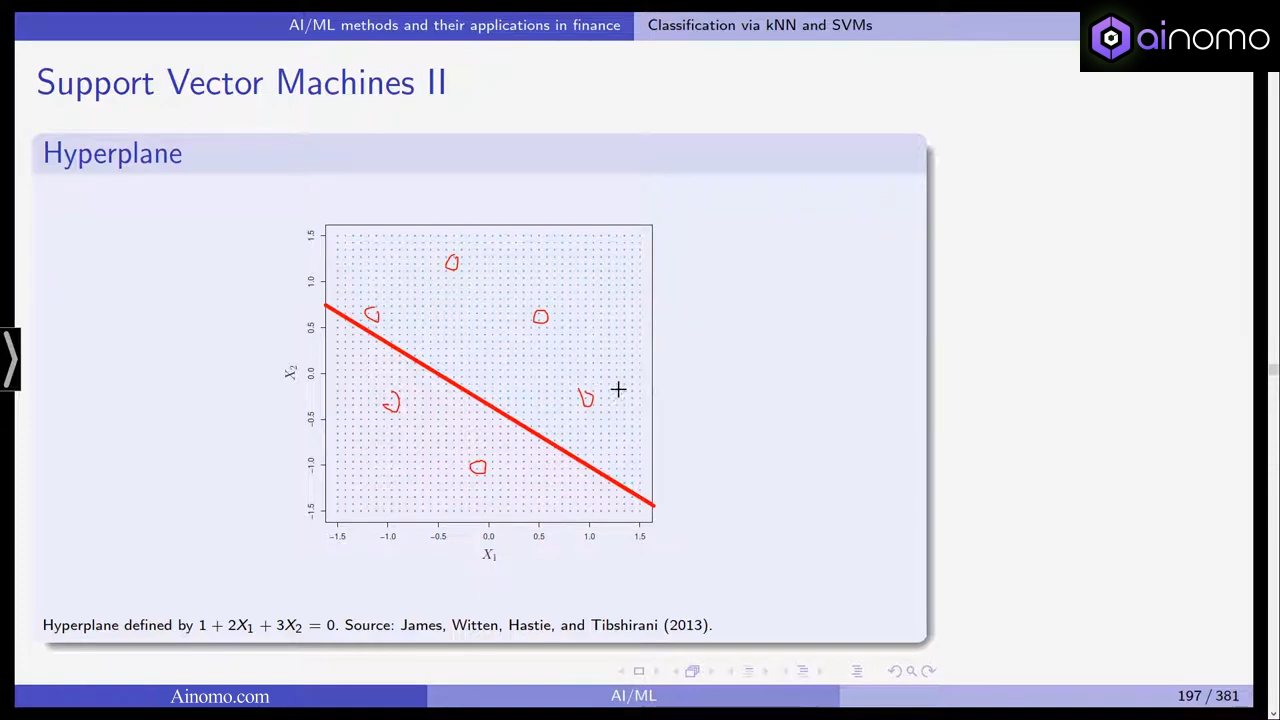 AI/ML methods and their applications in finance
Classification via kNN and SVMs
ainomo
Support Vector Machines II
Hyperplane
1.5
1.0
0.5
0.0
−0.5
−1.0
−1.5
X₂
−1.5 −1.0 −0.5 0.0 0.5 1.0 1.5
X₁
Hyperplane defined by 1 + 2X₁ + 3X₂ = 0. Source: James, Witten, Hastie, and Tibshirani (2013).
Ainomo.com
AI/ML
197 / 381